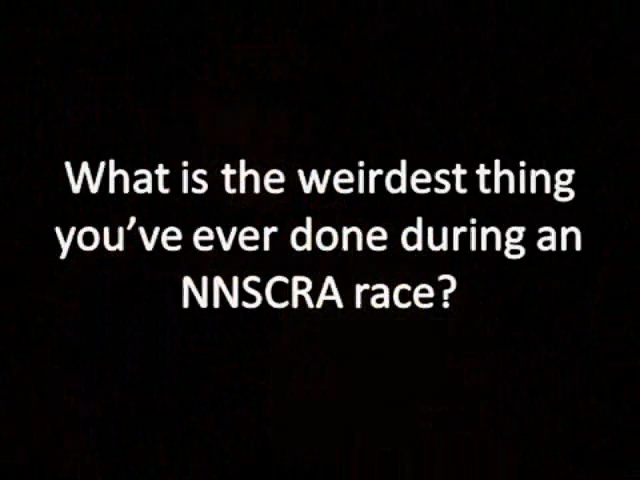 What is the weirdest thing
you’ve ever done during an
NNSCRA race?